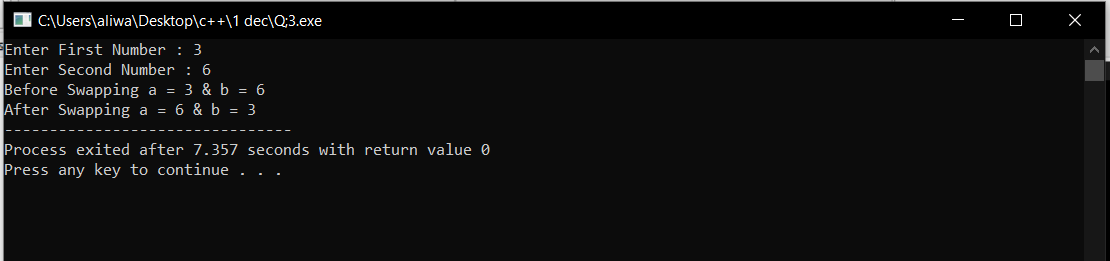 C:\Users\aliwa\Desktop\c++\1 dec\Q;3.exe
Enter First Number : 3
Enter Second Number : 6
Before Swapping a = 3 & b = 6
After Swapping a = 6 & b = 3
--------------------------------
Process exited after 7.357 seconds with return value 0
Press any key to continue . . .